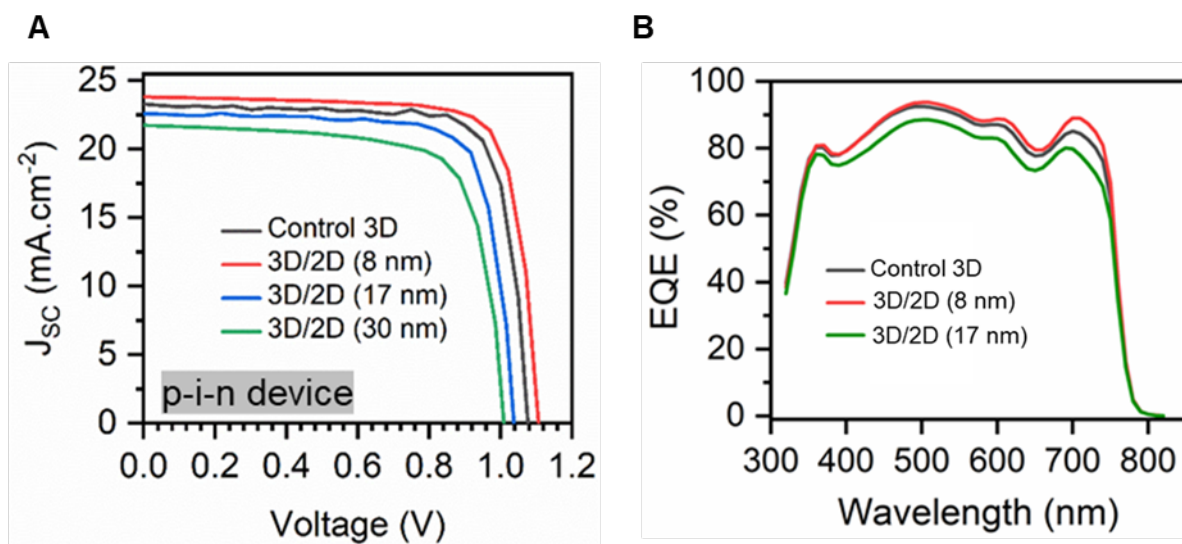 A
J_SC (mA.cm⁻²)
25
20
15
10
5
0
Control 3D
3D/2D (8 nm)
3D/2D (17 nm)
3D/2D (30 nm)
p-i-n device
0.0 0.2 0.4 0.6 0.8 1.0 1.2
Voltage (V)
B
EQE (%)
100
80
60
40
20
0
Control 3D
3D/2D (8 nm)
3D/2D (17 nm)
300 400 500 600 700 800
Wavelength (nm)